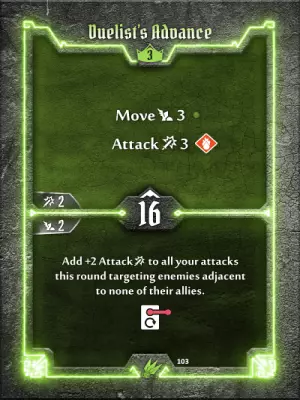 Duelist's Advance
3
Move 3
Attack 3
2
16
2
Add +2 Attack to all your attacks
this round targeting enemies adjacent
to none of their allies.
103